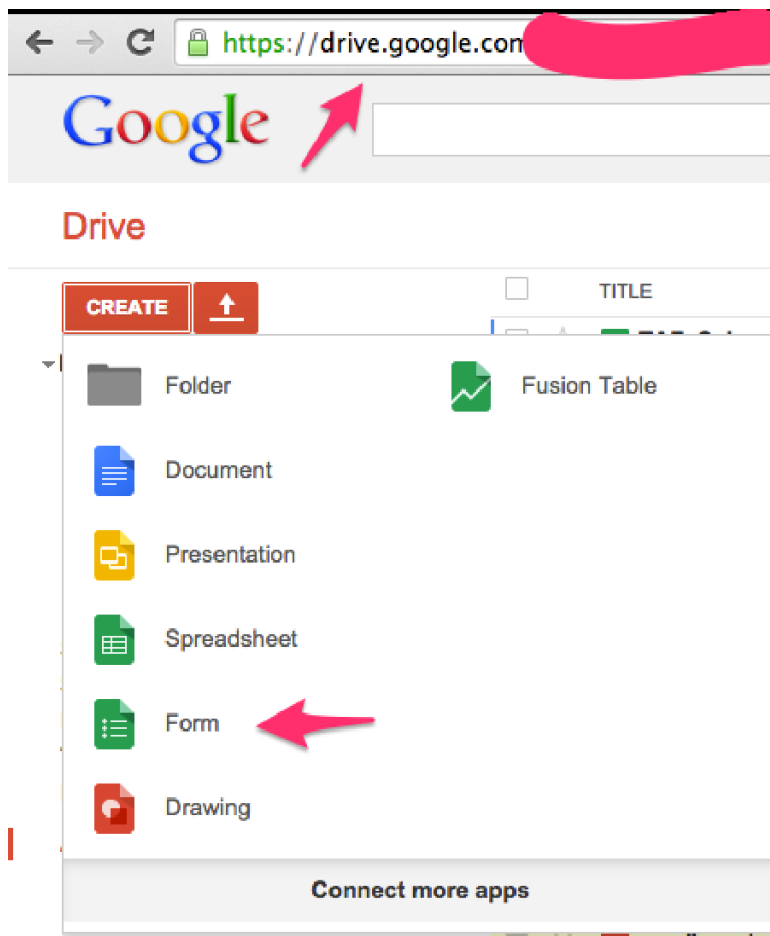 https://drive.google.com
Google
Drive
CREATE
TITLE
Folder
Fusion Table
Document
Presentation
Spreadsheet
Form
Drawing
Connect more apps